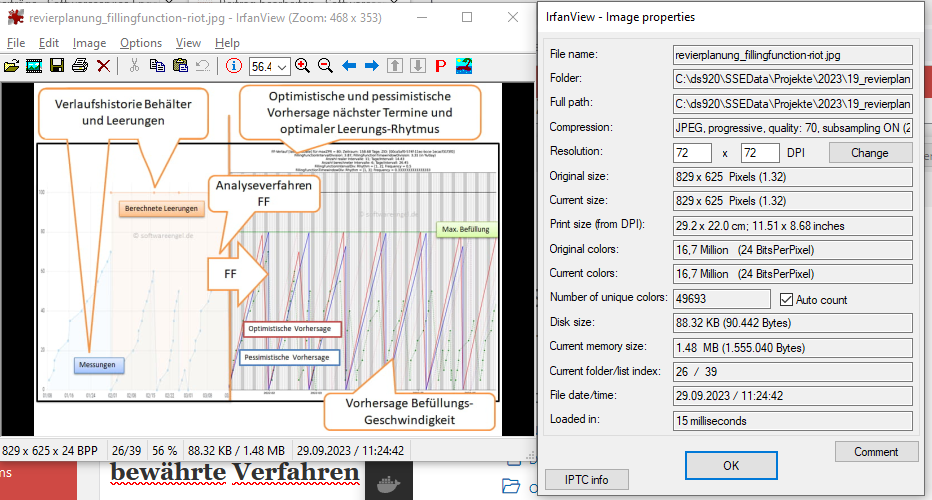 revierplanung_fillingfunction-riot.jpg - IrfanView (Zoom: 468 x 353)
File Edit Image Options View Help
56.4
Verlaufshistorie Behälter
und Leerungen
Optimistische und pessimistische
Vorhersage nächster Termine und
optimaler Leerungs-Rhytmus
Analyseverfahren
FF
Berechnete Leerungen
© softwareengel.de
© softwareengel.de
Max. Befüllung
FF
Optimistische Vorhersage
Pessimistische Vorhersage
Messungen
Vorhersage Befüllungs-
Geschwindigkeit
829 x 625 x 24 BPP 26/39 56 % 88.32 KB / 1.48 MB 29.09.2023 / 11:24:42
ms
bewährte Verfahren
IrfanView - Image properties
File name: revierplanung_fillingfunction-riot.jpg
Folder: C:\ds920\SSEData\Projekte\2023\19_revierplan
Full path: C:\ds920\SSEData\Projekte\2023\19_revierplan
Compression: JPEG, progressive, quality: 70, subsampling ON (2
Resolution: 72 x 72 DPI Change
Original size: 829 x 625 Pixels (1.32)
Current size: 829 x 625 Pixels (1.32)
Print size (from DPI): 29.2 x 22.0 cm; 11.51 x 8.68 inches
Original colors: 16,7 Million (24 BitsPerPixel)
Current colors: 16,7 Million (24 BitsPerPixel)
Number of unique colors: 49693 Auto count
Disk size: 88.32 KB (90.442 Bytes)
Current memory size: 1.48 MB (1.555.040 Bytes)
Current folder/list index: 26 / 39
File date/time: 29.09.2023 / 11:24:42
Loaded in: 15 milliseconds
Comment
OK
IPTC info